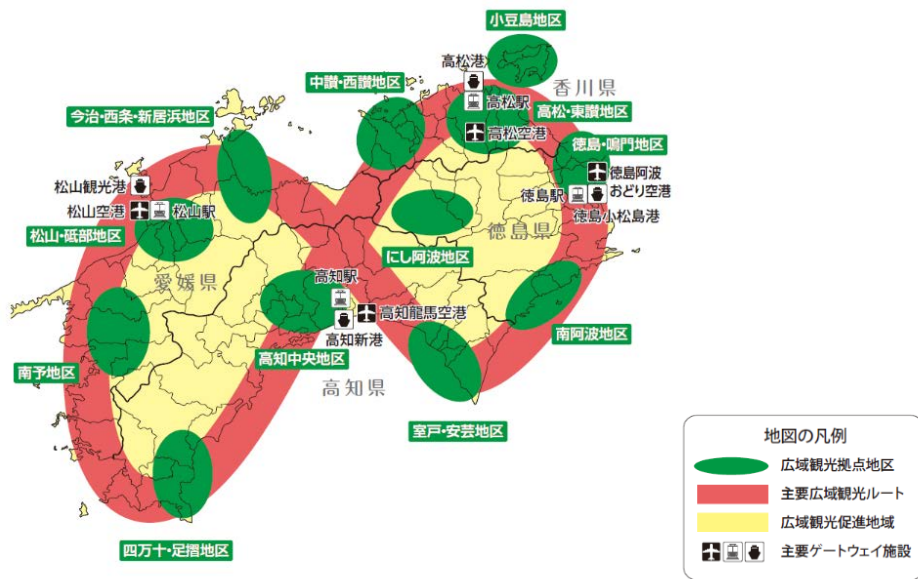 小豆島地区
高松港
香川県
中讃・西讃地区
高松駅
高松・東讃地区
今治・西条・新居浜地区
高松空港
徳島・鳴門地区
徳島阿波
おどり空港
松山観光港
徳島駅
松山空港
松山駅
徳島小松島港
松山・砥部地区
徳島県
にし阿波地区
愛媛県
高知駅
高知龍馬空港
高知新港
南阿波地区
高知中央地区
南予地区
高知県
室戸・安芸地区
地図の凡例
広域観光拠点地区
主要広域観光ルート
広域観光促進地域
主要ゲートウェイ施設
四万十・足摺地区